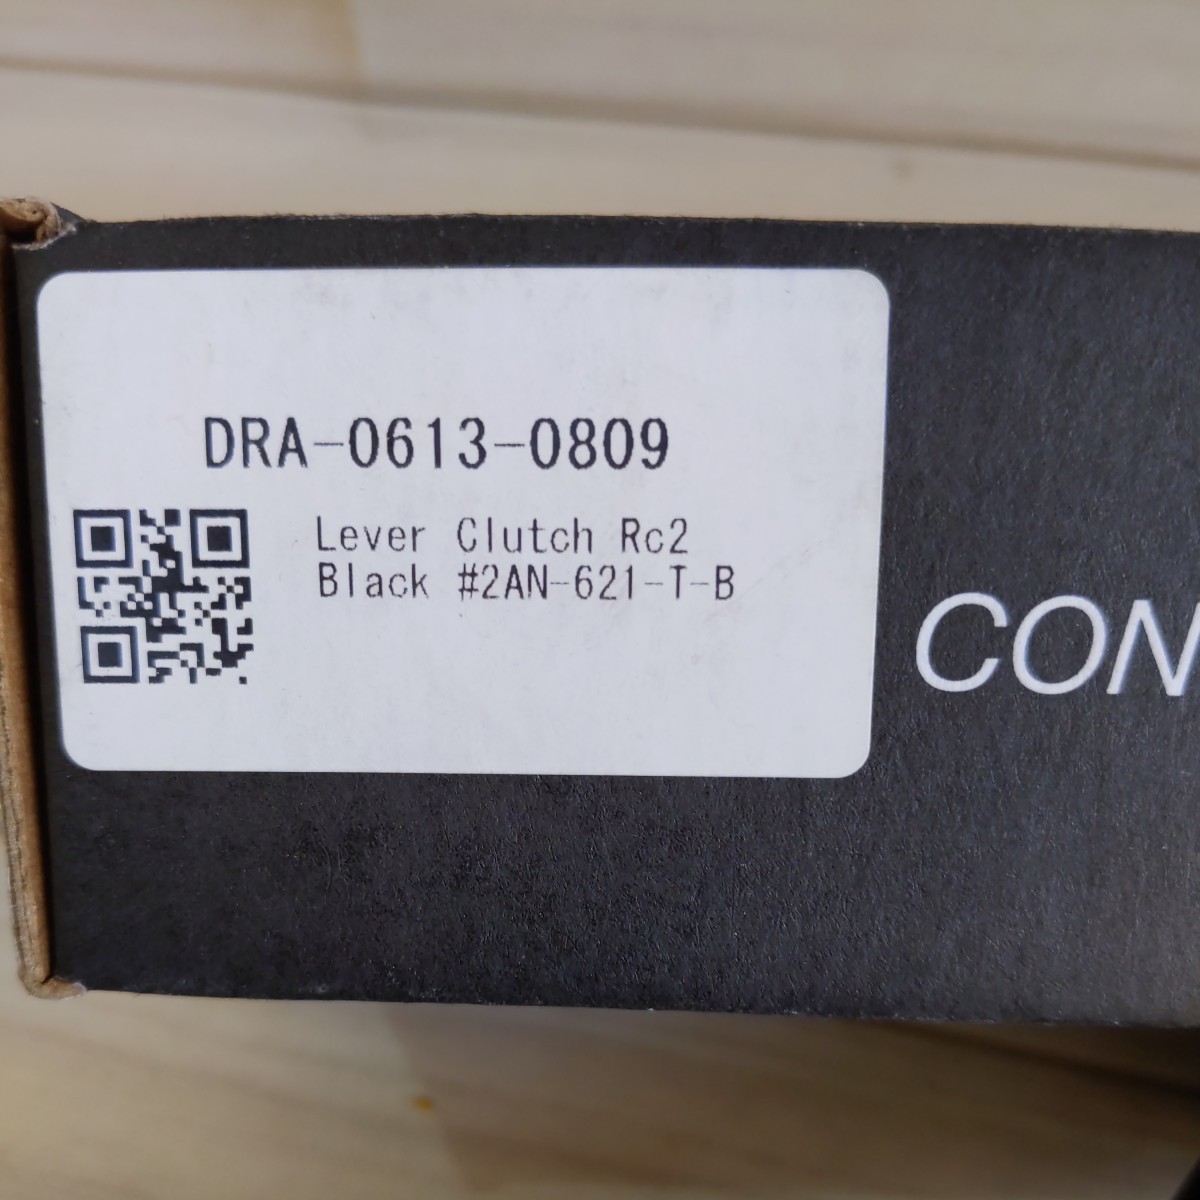 DRA-0613-0809
Lever Clutch Rc2
Black #2AN-621-T-B
CON